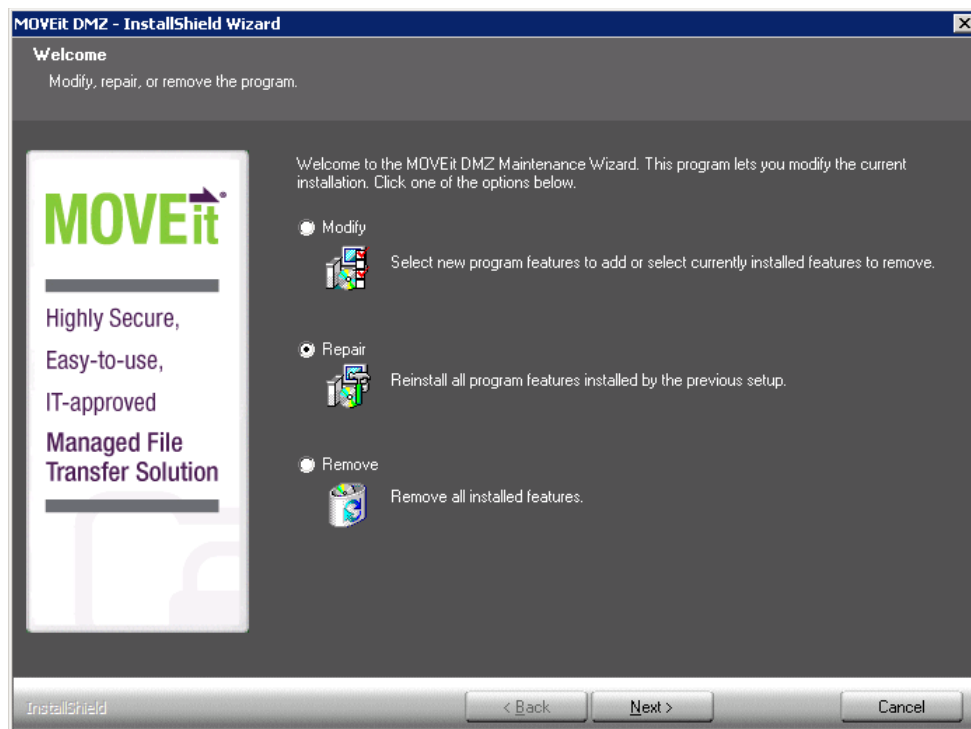 MOVEit DMZ - InstallShield Wizard
Welcome
Modify, repair, or remove the program.
MOVEit
Highly Secure,
Easy-to-use,
IT-approved
Managed File
Transfer Solution
Welcome to the MOVEit DMZ Maintenance Wizard. This program lets you modify the current
installation. Click one of the options below.
Modify
Select new program features to add or select currently installed features to remove.
Repair
Reinstall all program features installed by the previous setup.
Remove
Remove all installed features.
InstallShield
< Back
Next >
Cancel